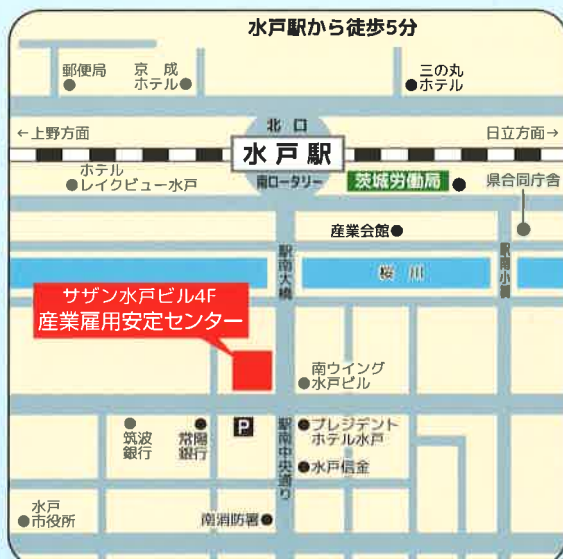 水戸駅から徒歩5分
郵便局
京成
ホテル
三の丸
ホテル
←上野方面
北口
日立方面→
水戸駅
ホテル
レイクビュー水戸
南ロータリー
茨城労働局
県合同庁舎
産業会館
駅南大橋
桜川
駅南小橋
サザン水戸ビル4F
産業雇用安定センター
南ウイング
水戸ビル
筑波
銀行
常陽
銀行
P
駅南中央通り
プレジデント
ホテル水戸
水戸信金
水戸
市役所
南消防署